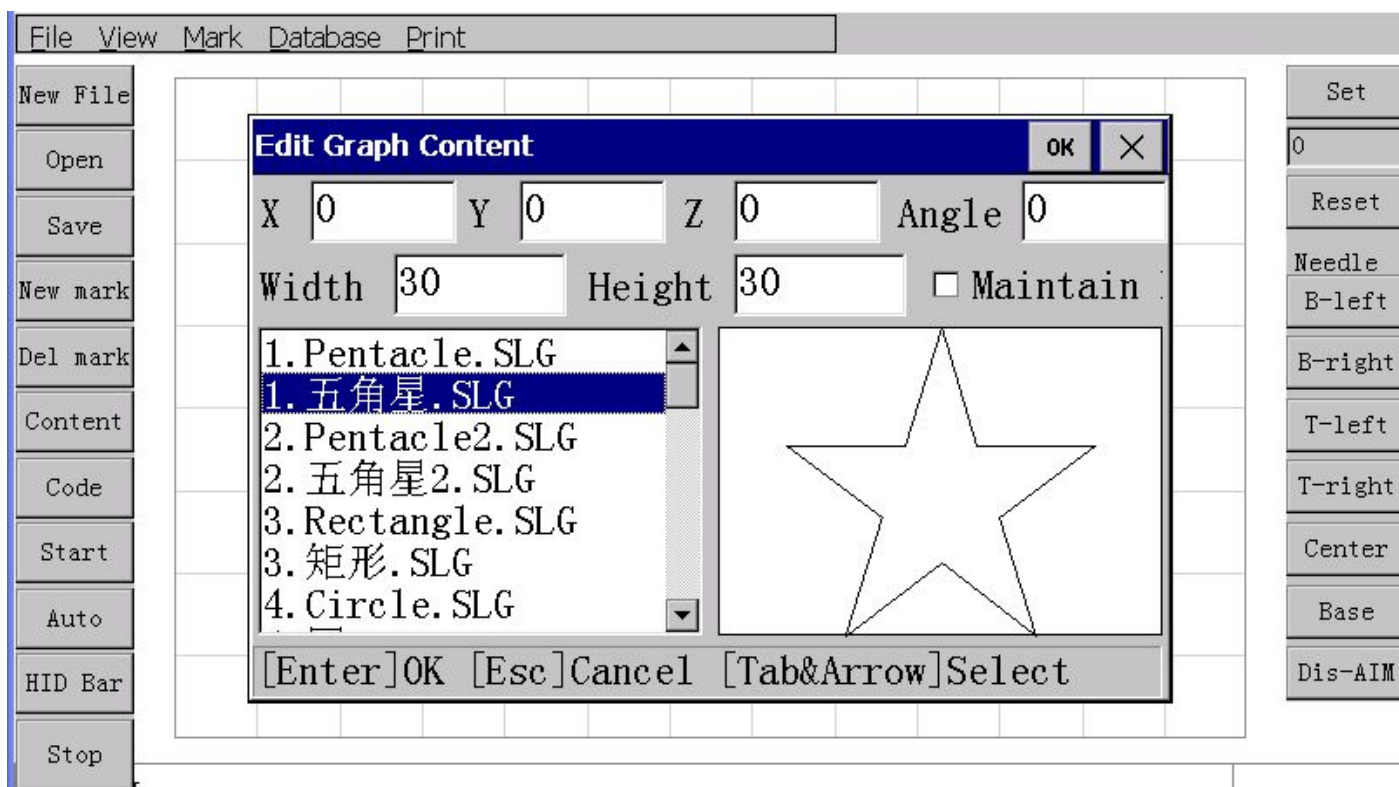 File View Mark Database Print
New File
Open
Save
New mark
Del mark
Content
Code
Start
Auto
HID Bar
Stop
Edit Graph Content OK
X 0 Y 0 Z 0 Angle 0
Width 30 Height 30 Maintain
1.Pentacle.SLG
1.五角星.SLG
2.Pentacle2.SLG
2.五角星2.SLG
3.Rectangle.SLG
3.矩形.SLG
4.Circle.SLG
[Enter]OK [Esc]Cancel [Tab&Arrow]Select
Set
0
Reset
Needle
B-left
B-right
T-left
T-right
Center
Base
Dis-AIM